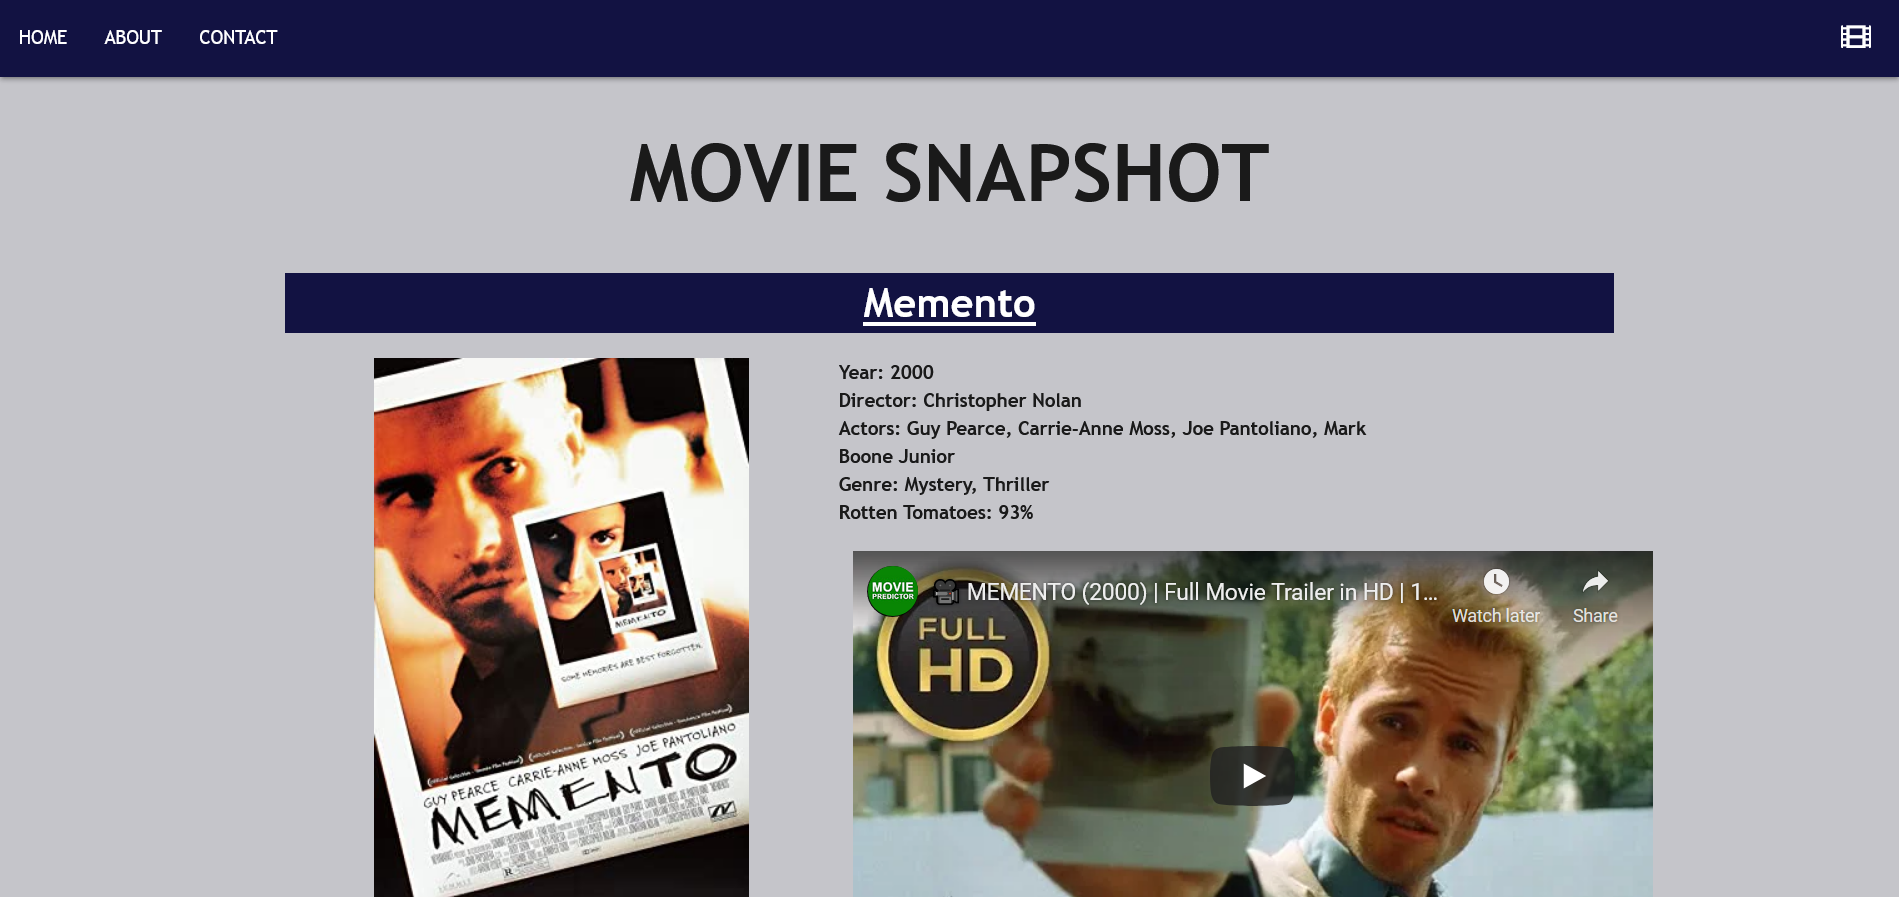 HOME
ABOUT
CONTACT
MOVIE SNAPSHOT
Memento
Year: 2000
Director: Christopher Nolan
Actors: Guy Pearce, Carrie-Anne Moss, Joe Pantoliano, Mark
Boone Junior
Genre: Mystery, Thriller
Rotten Tomatoes: 93%
MEMENTO
SOME MEMORIES ARE BEST FORGOTTEN.
GUY PEARCE CARRIE-ANNE MOSS JOE PANTOLIANO
MEMENTO
R
MOVIE
PREDICTOR
MEMENTO (2000) | Full Movie Trailer in HD | 1...
Watch later
Share
FULL
HD